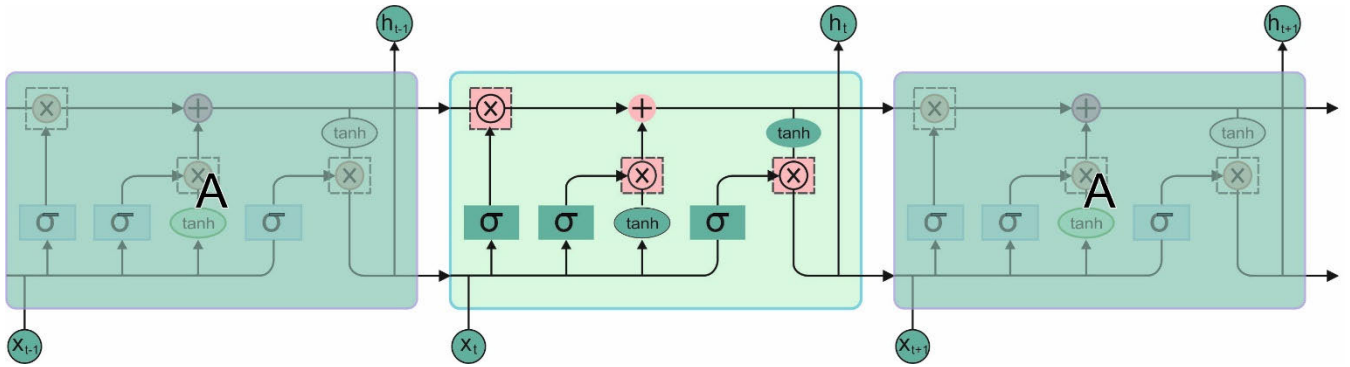 h_{t-1} h_t h_{t+1}
x + x + x +
tanh tanh tanh
x x x x x x
A A
σ σ tanh σ σ σ tanh σ σ σ tanh σ
x_{t-1} x_t x_{t+1}